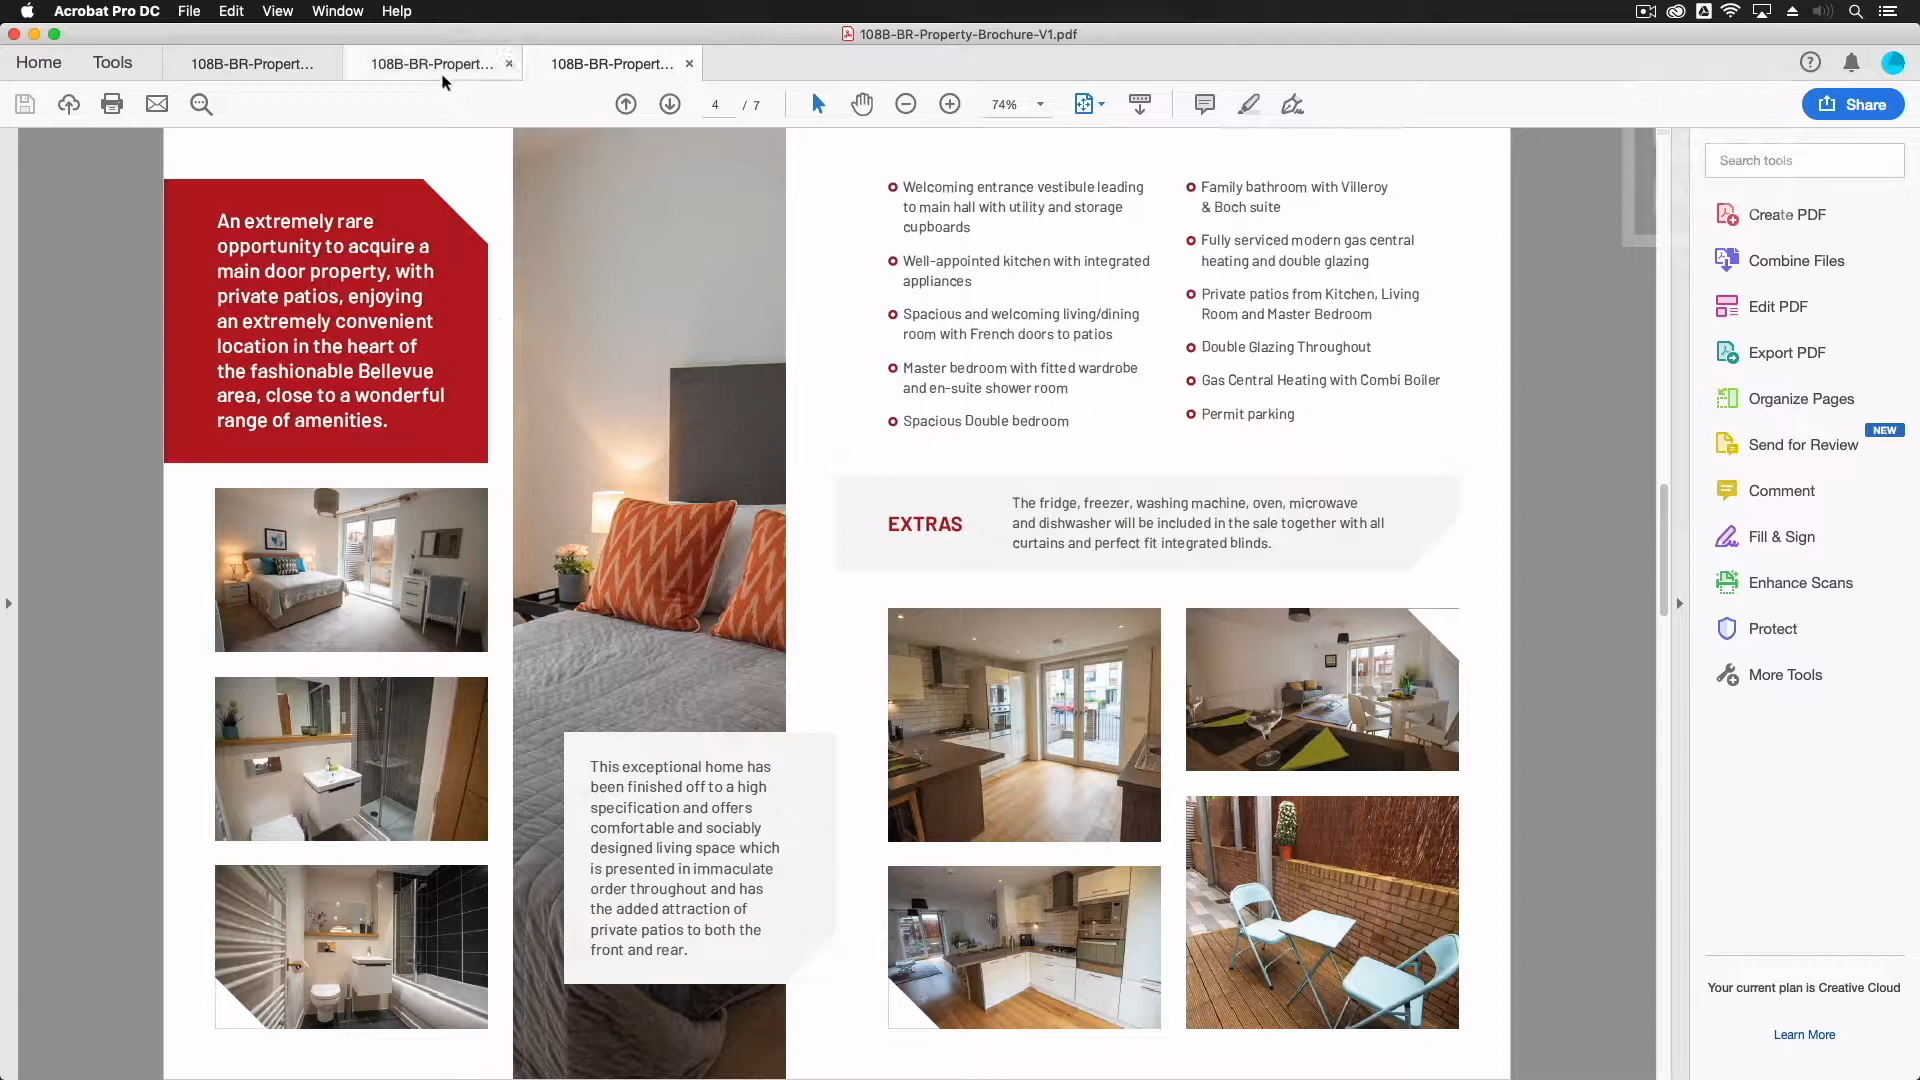 Acrobat Pro DC File Edit View Window Help
108B-BR-Property-Brochure-V1.pdf
Home Tools 108B-BR-Propert... 108B-BR-Propert... × 108B-BR-Propert... ×
4 / 7 74% Share
An extremely rare
opportunity to acquire a
main door property, with
private patios, enjoying
an extremely convenient
location in the heart of
the fashionable Bellevue
area, close to a wonderful
range of amenities.
This exceptional home has
been finished off to a high
specification and offers
comfortable and sociably
designed living space which
is presented in immaculate
order throughout and has
the added attraction of
private patios to both the
front and rear.
Welcoming entrance vestibule leading
to main hall with utility and storage
cupboards
Well-appointed kitchen with integrated
appliances
Spacious and welcoming living/dining
room with French doors to patios
Master bedroom with fitted wardrobe
and en-suite shower room
Spacious Double bedroom
Family bathroom with Villeroy
& Boch suite
Fully serviced modern gas central
heating and double glazing
Private patios from Kitchen, Living
Room and Master Bedroom
Double Glazing Throughout
Gas Central Heating with Combi Boiler
Permit parking
EXTRAS
The fridge, freezer, washing machine, oven, microwave
and dishwasher will be included in the sale together with all
curtains and perfect fit integrated blinds.
Search tools
Create PDF
Combine Files
Edit PDF
Export PDF
Organize Pages
NEW
Send for Review
Comment
Fill & Sign
Enhance Scans
Protect
More Tools
Your current plan is Creative Cloud
Learn More